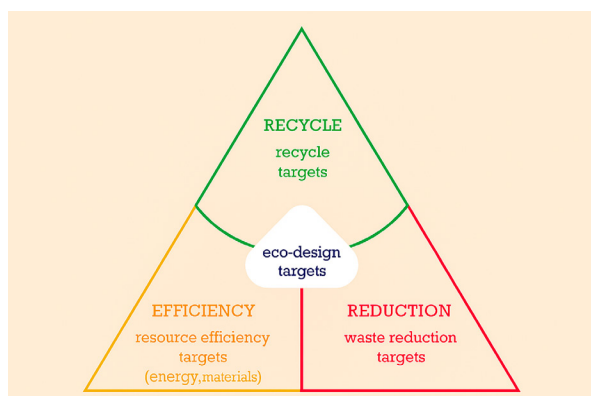 RECYCLE
recycle
targets
eco-design
targets
EFFICIENCY
resource efficiency
targets
(energy,materials)
REDUCTION
waste reduction
targets